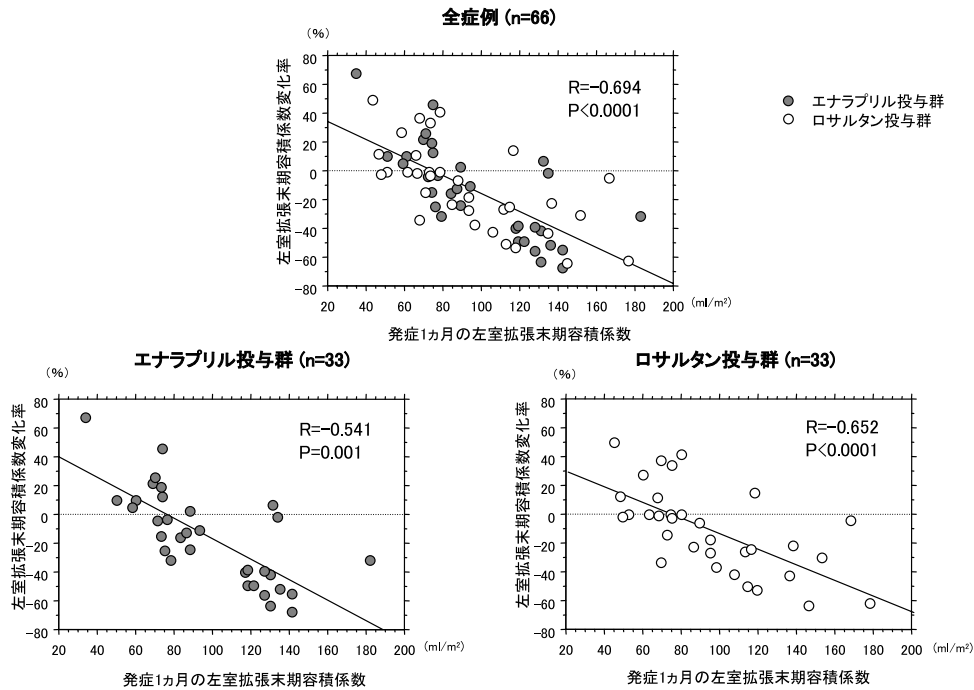 全症例 (n=66)
(%)
左室拡張末期容積係数変化率
80
60
40
20
0
−20
−40
−60
−80
R=−0.694
P<0.0001
エナラプリル投与群
ロサルタン投与群
20 40 60 80 100 120 140 160 180 200
(ml/m²)
発症1ヵ月の左室拡張末期容積係数
エナラプリル投与群 (n=33)
(%)
左室拡張末期容積係数変化率
80
60
40
20
0
−20
−40
−60
−80
R=−0.541
P=0.001
20 40 60 80 100 120 140 160 180 200
(ml/m²)
発症1ヵ月の左室拡張末期容積係数
ロサルタン投与群 (n=33)
(%)
左室拡張末期容積係数変化率
80
60
40
20
0
−20
−40
−60
−80
R=−0.652
P<0.0001
20 40 60 80 100 120 140 160 180 200
(ml/m²)
発症1ヵ月の左室拡張末期容積係数